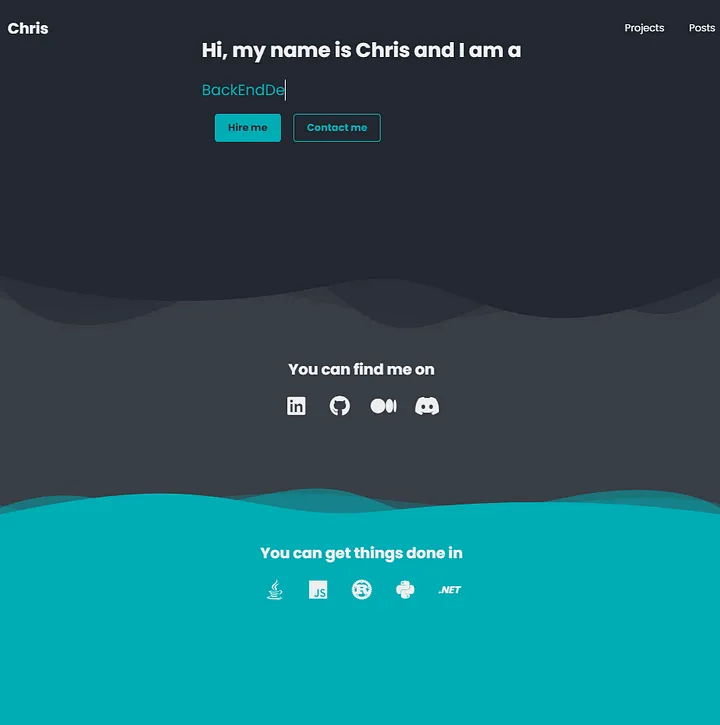 Chris
Projects
Posts
Hi, my name is Chris and I am a
BackEndDe
Hire me
Contact me
You can find me on
in
You can get things done in
JS
R
.NET